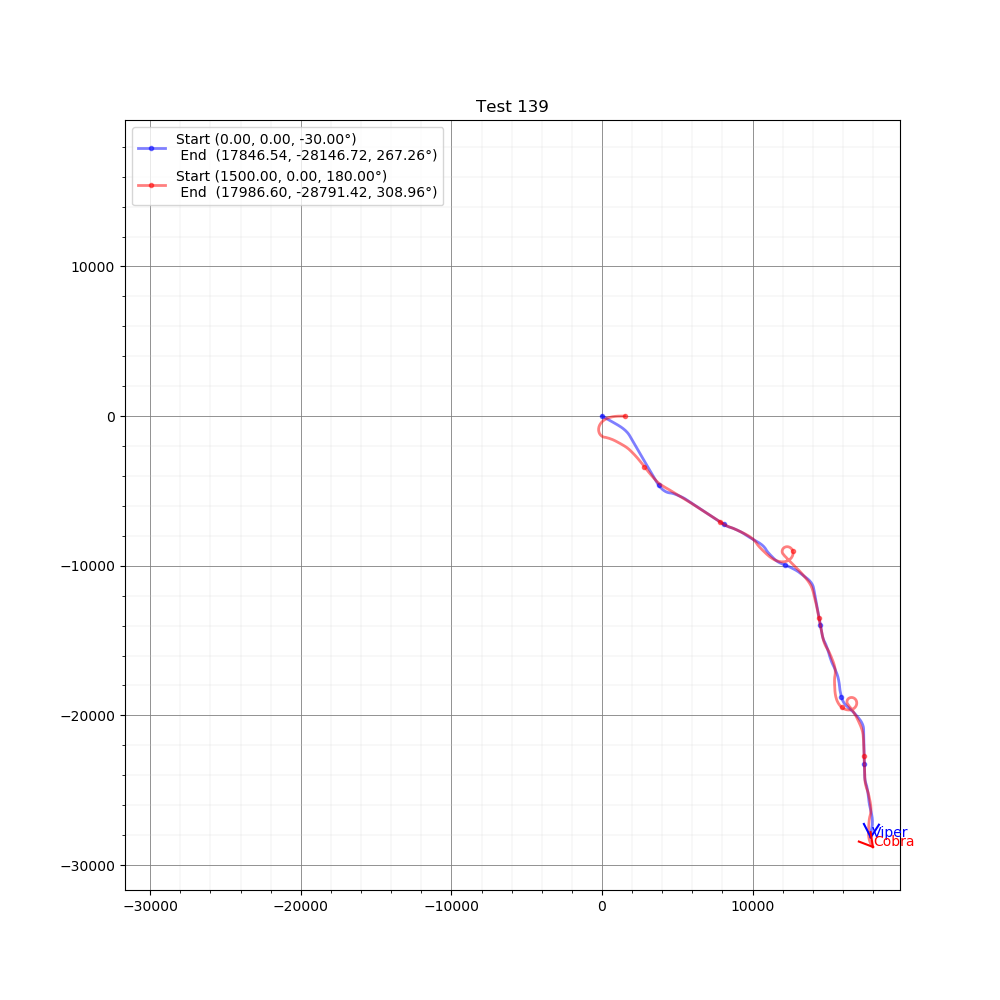 Test 139
Start (0.00, 0.00, -30.00°)
End  (17846.54, -28146.72, 267.26°)
Start (1500.00, 0.00, 180.00°)
End  (17986.60, -28791.42, 308.96°)
10000
0
−10000
−20000
−30000
Viper
Cobra
−30000
−20000
−10000
0
10000